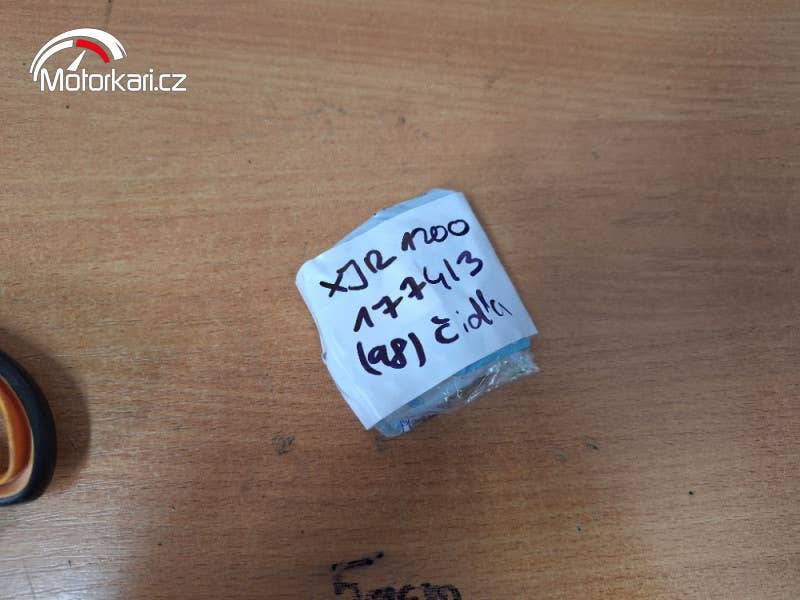 Motorkari.cz
XJR 1200
177413
(98) čidla